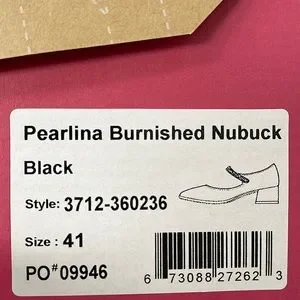 Pearlina Burnished Nubuck
Black
Style: 3712-360236
Size : 41
PO#09946
6 73088 27262 3